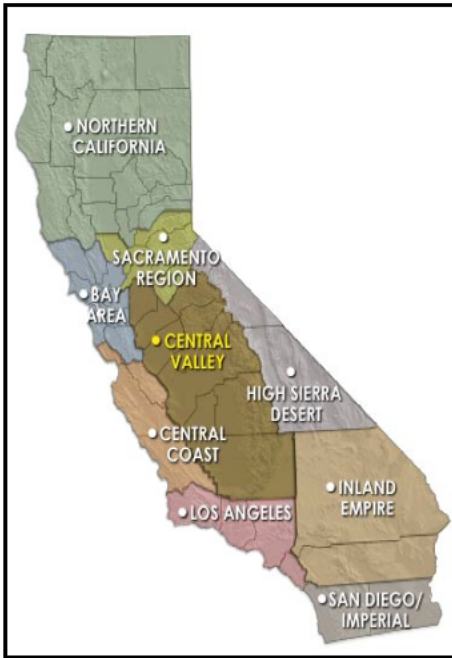 NORTHERN
CALIFORNIA
SACRAMENTO
REGION
BAY
AREA
CENTRAL
VALLEY
HIGH SIERRA
DESERT
CENTRAL
COAST
INLAND
EMPIRE
LOS ANGELES
SAN DIEGO/
IMPERIAL